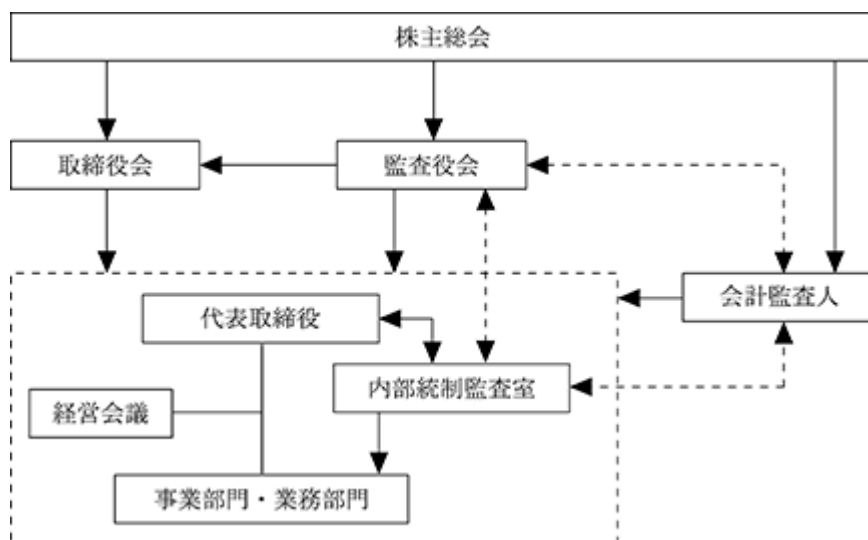 株主総会
取締役会
監査役会
会計監査人
代表取締役
内部統制監査室
経営会議
事業部門・業務部門